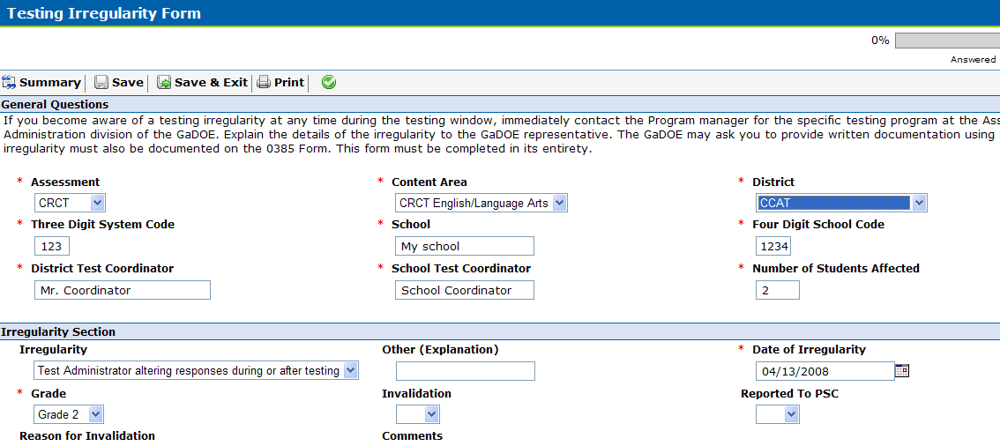 Testing Irregularity Form
0%
Answered
Summary Save Save & Exit Print
General Questions
If you become aware of a testing irregularity at any time during the testing window, immediately contact the Program manager for the specific testing program at the
Administration division of the GaDOE. Explain the details of the irregularity to the GaDOE representative. The GaDOE may ask you to provide written documentation using
irregularity must also be documented on the 0385 Form. This form must be completed in its entirety.
* Assessment * Content Area * District
CRCT CRCT English/Language Arts CCAT
* Three Digit System Code * School * Four Digit School Code
123 My school 1234
* District Test Coordinator * School Test Coordinator * Number of Students Affected
Mr. Coordinator School Coordinator 2
Irregularity Section
Irregularity Other (Explanation) * Date of Irregularity
Test Administrator altering responses during or after testing 04/13/2008
* Grade Invalidation Reported To PSC
Grade 2
Reason for Invalidation Comments